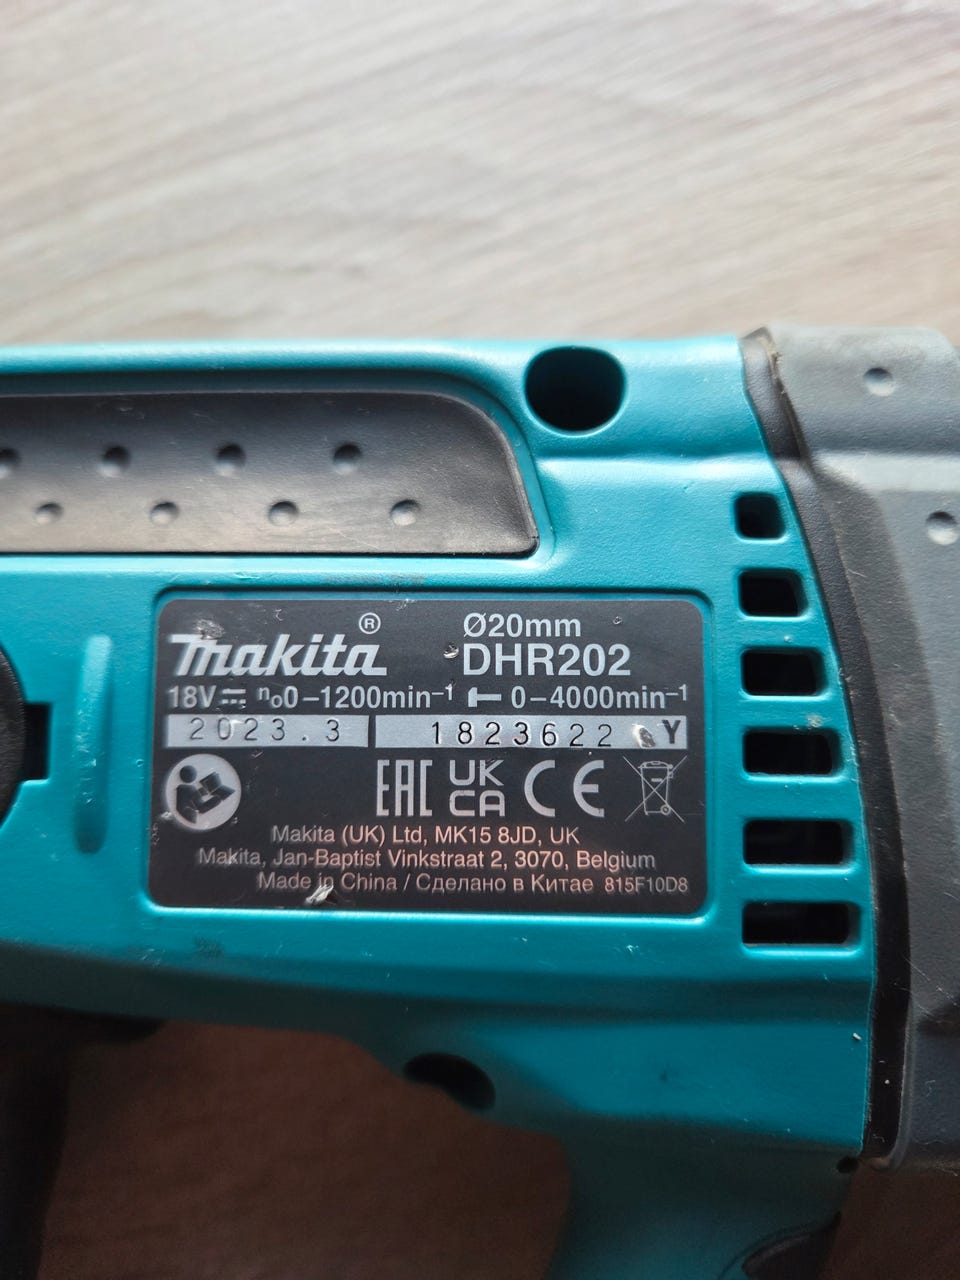 Makita® Ø20mm
DHR202
18V⎓ n₀0–1200min⁻¹ 0–4000min⁻¹
2023.3 1823622 Y
EAC UK CA CE
Makita (UK) Ltd, MK15 8JD, UK
Makita, Jan-Baptist Vinkstraat 2, 3070, Belgium
Made in China / Сделано в Китае 815F10D8